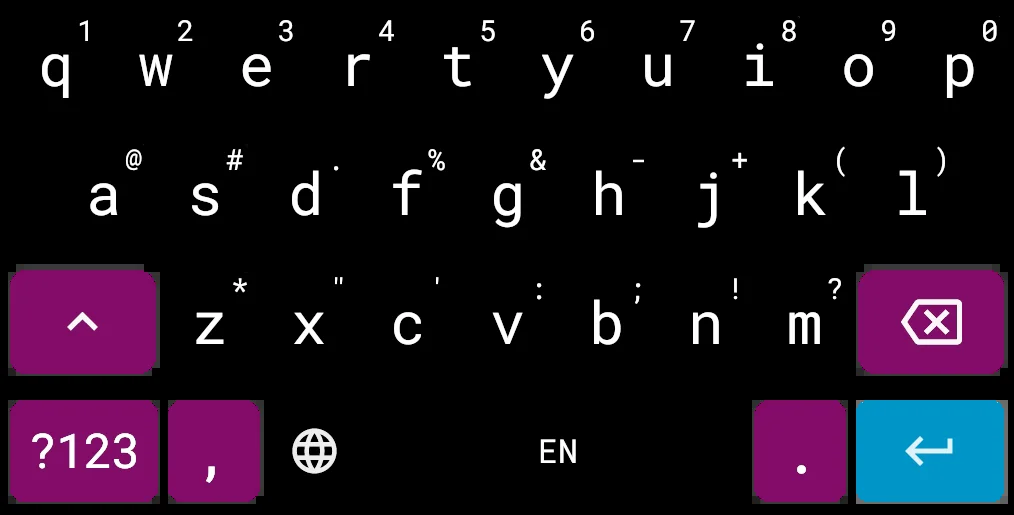 1 2 3 4 5 6 7 8 9 0
q w e r t y u i o p
@ # . % & - + ( )
a s d f g h j k l
* " ' : ; ! ?
z x c v b n m
?123 , EN .